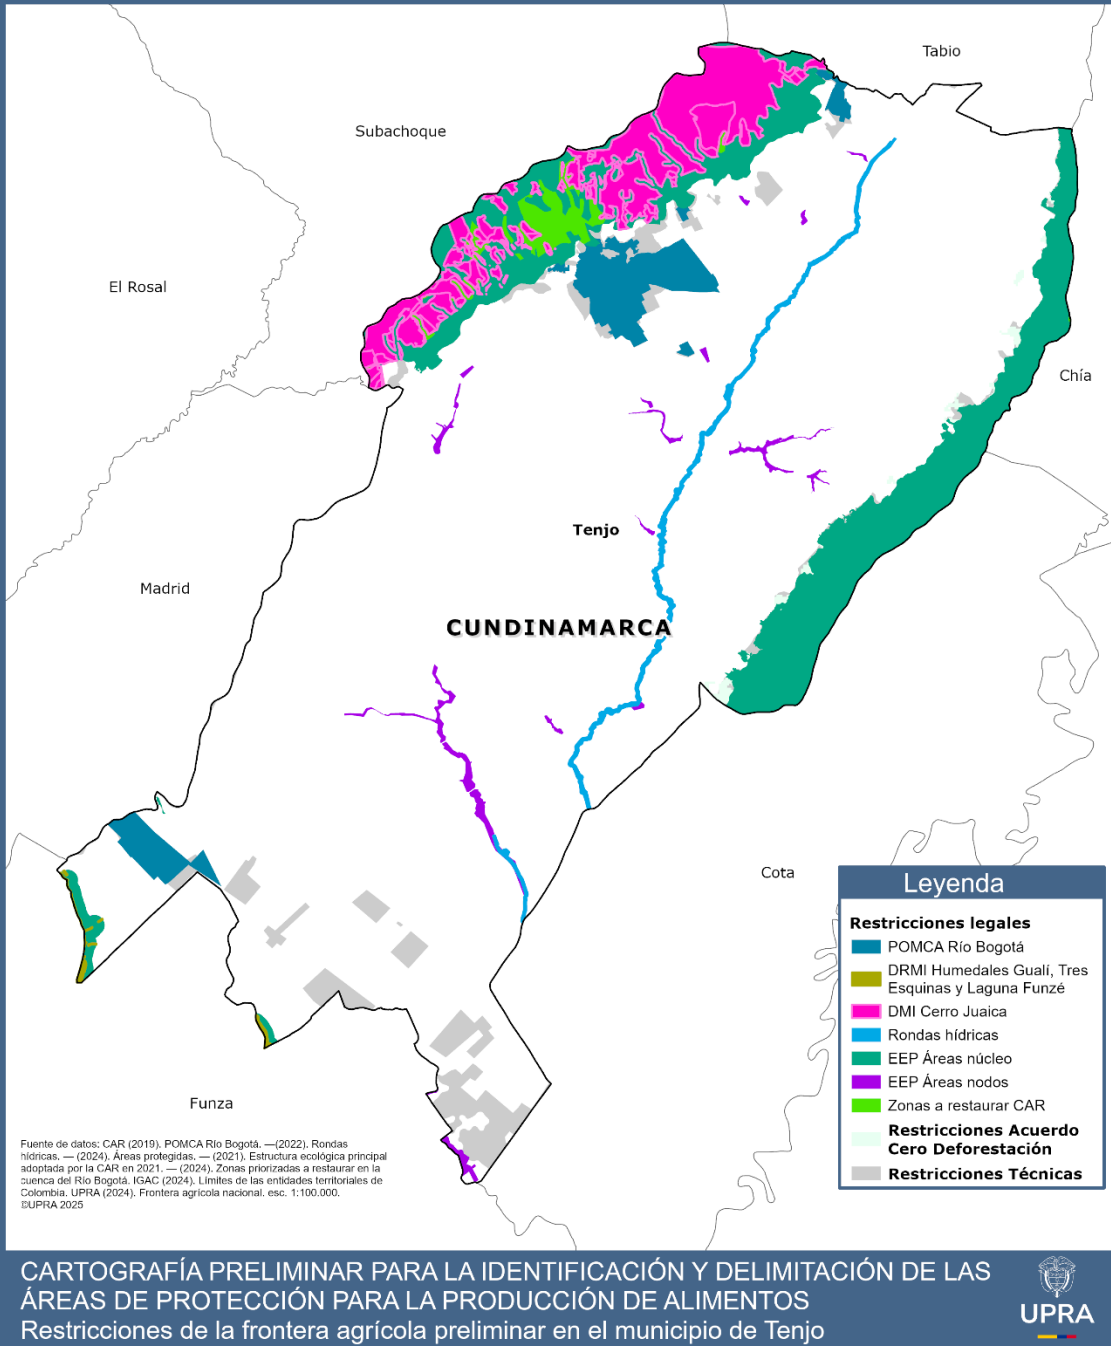 Tabio
Subachoque
El Rosal
Chía
Tenjo
Madrid
CUNDINAMARCA
Cota
Funza
Leyenda
Restricciones legales
POMCA Río Bogotá
DRMI Humedales Gualí, Tres
Esquinas y Laguna Funzé
DMI Cerro Juaica
Rondas hídricas
EEP Áreas núcleo
EEP Áreas nodos
Zonas a restaurar CAR
Restricciones Acuerdo
Cero Deforestación
Restricciones Técnicas
Fuente de datos: CAR (2019). POMCA Río Bogotá. —(2022). Rondas
hídricas. — (2024). Áreas protegidas. — (2021). Estructura ecológica principal
adoptada por la CAR en 2021. — (2024). Zonas priorizadas a restaurar en la
cuenca del Río Bogotá. IGAC (2024). Límites de las entidades territoriales de
Colombia. UPRA (2024). Frontera agrícola nacional. esc. 1:100.000.
©UPRA 2025
CARTOGRAFÍA PRELIMINAR PARA LA IDENTIFICACIÓN Y DELIMITACIÓN DE LAS
ÁREAS DE PROTECCIÓN PARA LA PRODUCCIÓN DE ALIMENTOS
Restricciones de la frontera agrícola preliminar en el municipio de Tenjo
UPRA